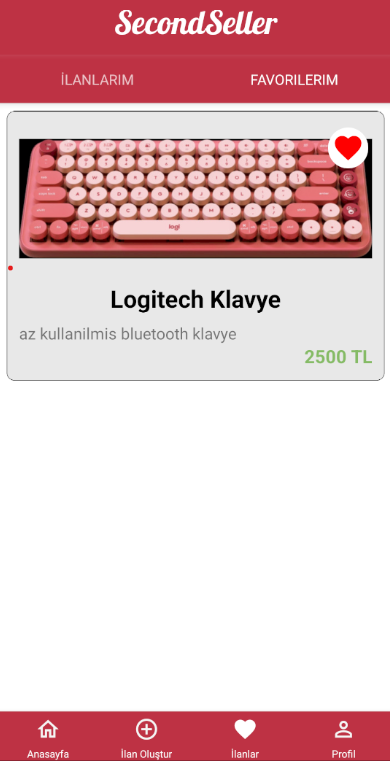 SecondSeller
İLANLARIM
FAVORILERIM
logi
Logitech Klavye
az kullanilmis bluetooth klavye
2500 TL
Anasayfa
İlan Oluştur
İlanlar
Profil